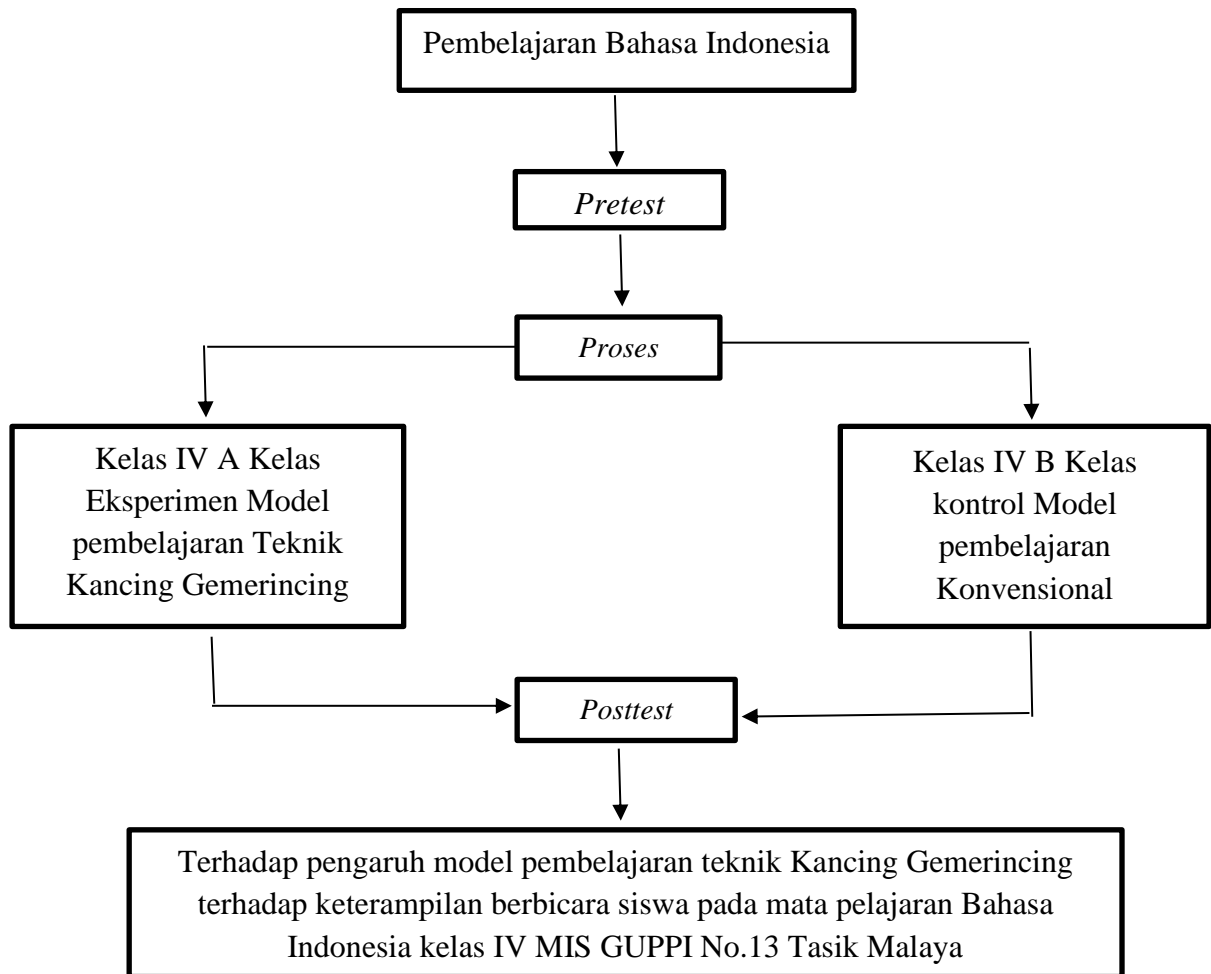 Pembelajaran Bahasa Indonesia
Pretest
Proses
Kelas IV A Kelas
Eksperimen Model
pembelajaran Teknik
Kancing Gemerincing
Kelas IV B Kelas
kontrol Model
pembelajaran
Konvensional
Posttest
Terhadap pengaruh model pembelajaran teknik Kancing Gemerincing
terhadap keterampilan berbicara siswa pada mata pelajaran Bahasa
Indonesia kelas IV MIS GUPPI No.13 Tasik Malaya